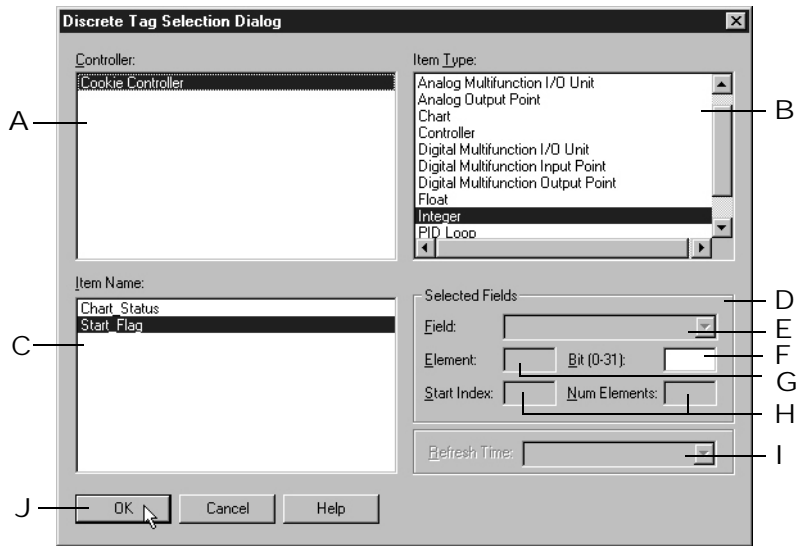 Discrete Tag Selection Dialog
Controller:
Cookie Controller
Item Type:
Analog Multifunction I/O Unit
Analog Output Point
Chart
Controller
Digital Multifunction I/O Unit
Digital Multifunction Input Point
Digital Multifunction Output Point
Float
Integer
PID Loop
A
B
Item Name:
Chart_Status
Start_Flag
C
Selected Fields
D
Field:
E
Element:
Bit (0-31):
F
G
Start Index:
Num Elements:
H
Refresh Time:
I
J
OK
Cancel
Help